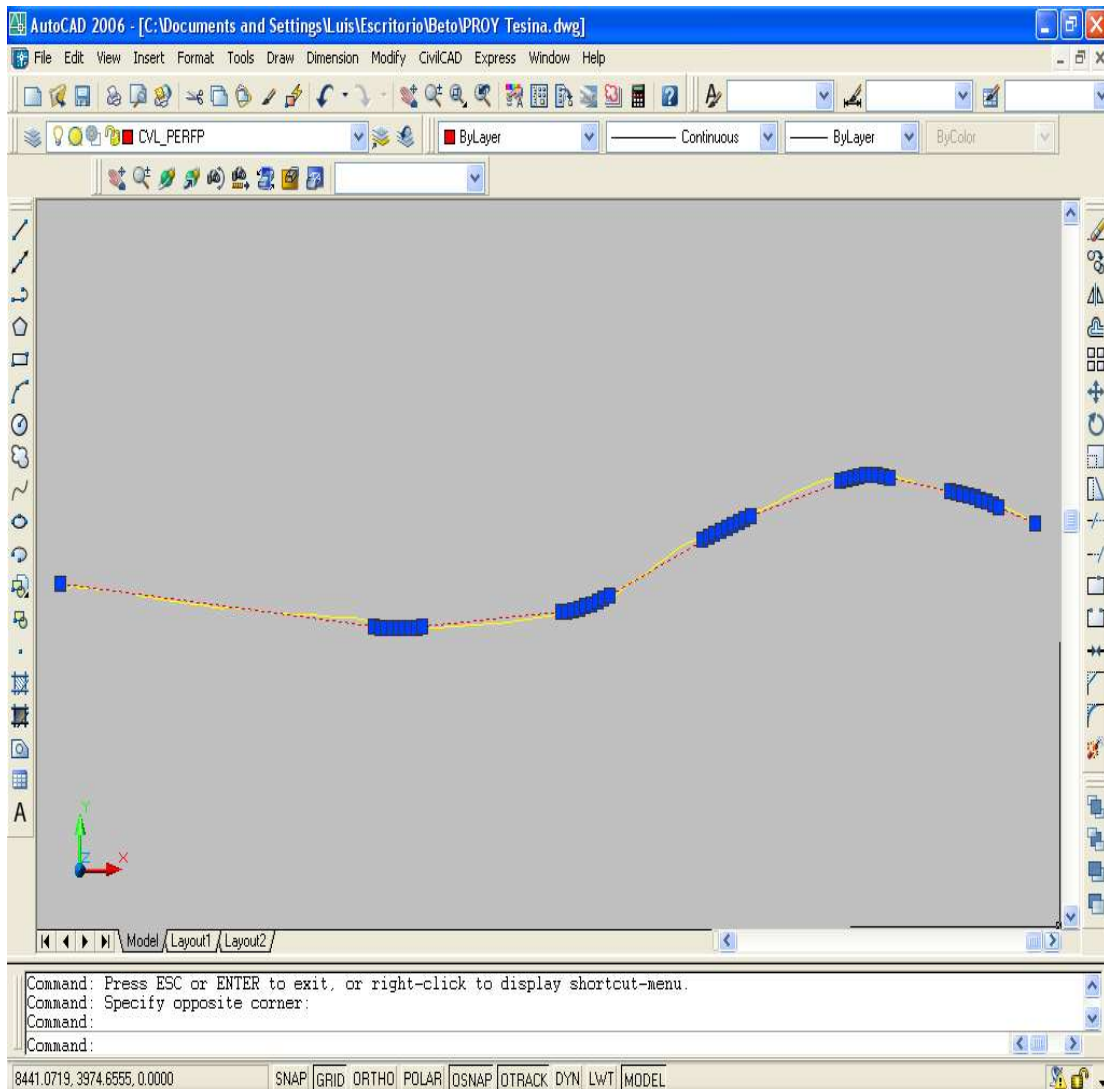 AutoCAD 2006 - [C:\Documents and Settings\Luis\Escritorio\Beto\PROY Tesina.dwg]
File Edit View Insert Format Tools Draw Dimension Modify CivilCAD Express Window Help
CVL_PERFP ByLayer Continuous ByLayer ByColor
A
Y
Z X
Model Layout1 Layout2
Command: Press ESC or ENTER to exit, or right-click to display shortcut-menu.
Command: Specify opposite corner:
Command:
Command:
8441.0719, 3974.6555, 0.0000 SNAP GRID ORTHO POLAR OSNAP OTRACK DYN LWT MODEL